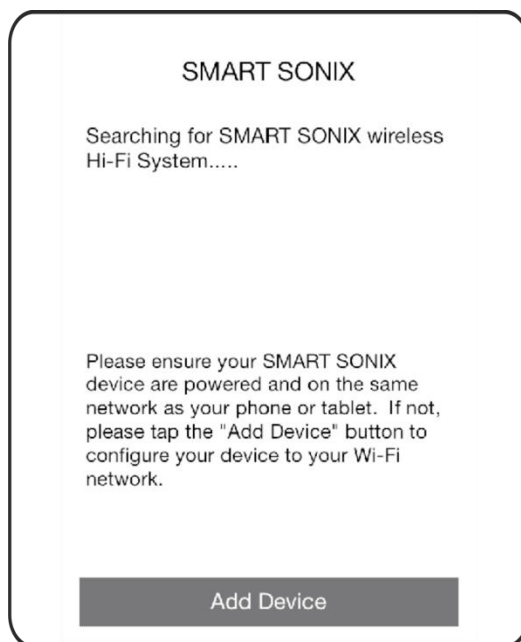 SMART SONIX
Searching for SMART SONIX wireless
Hi-Fi System.....
Please ensure your SMART SONIX
device are powered and on the same
network as your phone or tablet.  If not,
please tap the "Add Device" button to
configure your device to your Wi-Fi
network.
Add Device